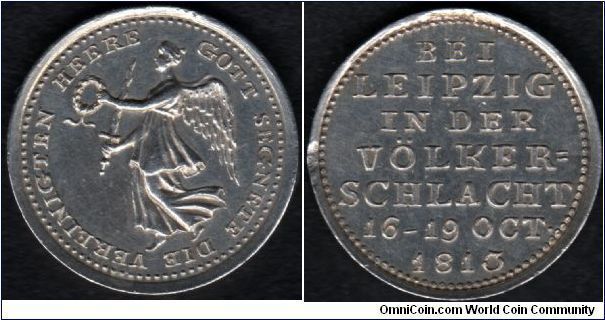 GOTT SEGNETE DIE VEREINIGTEN HEERE
BEI
LEIPZIG
IN DER
VÖLKER=
SCHLACHT
16-19 OCT.
1813
OmniCoin.com World Coin Community